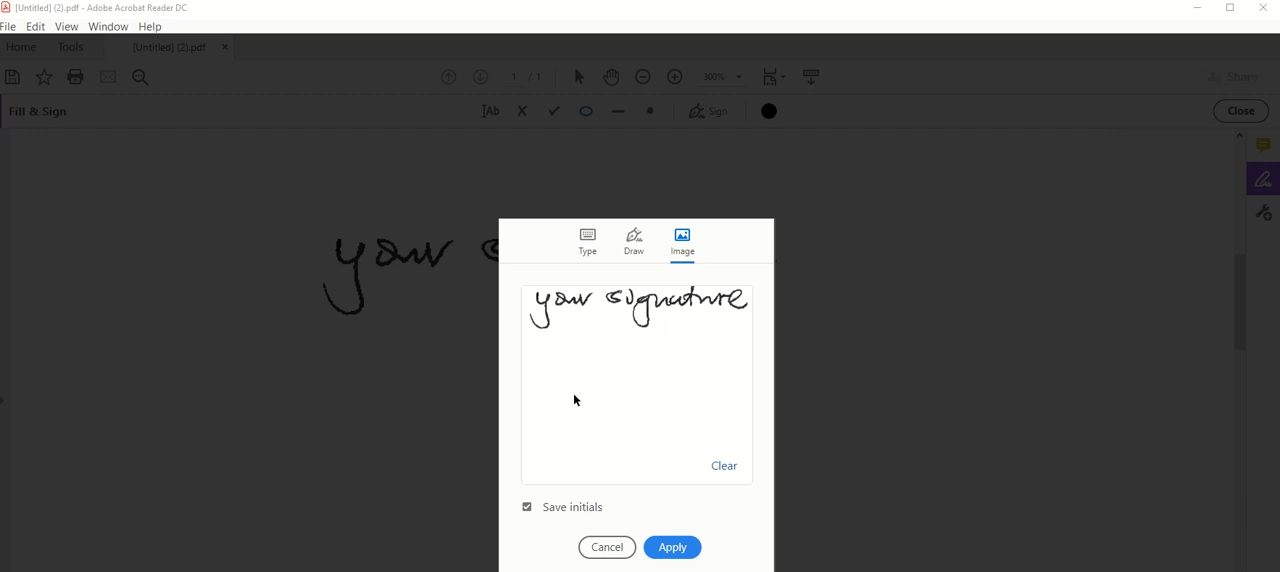 [Untitled] (2).pdf - Adobe Acrobat Reader DC
File Edit View Window Help
Home Tools [Untitled] (2).pdf ×
1 / 1 300% Share
Fill & Sign Ab Sign Close
Type Draw Image
your
your signature
Clear
Save initials
Cancel Apply